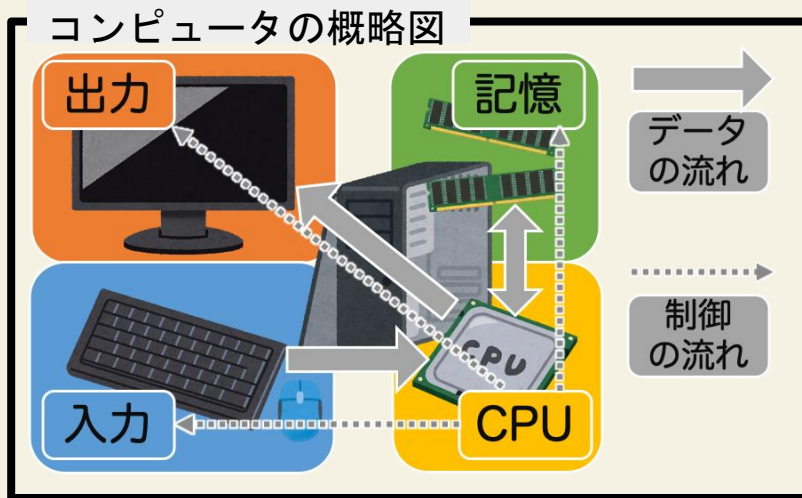 コンピュータの概略図
出力
記憶
データ
の流れ
CPU
制御
の流れ
入力
CPU